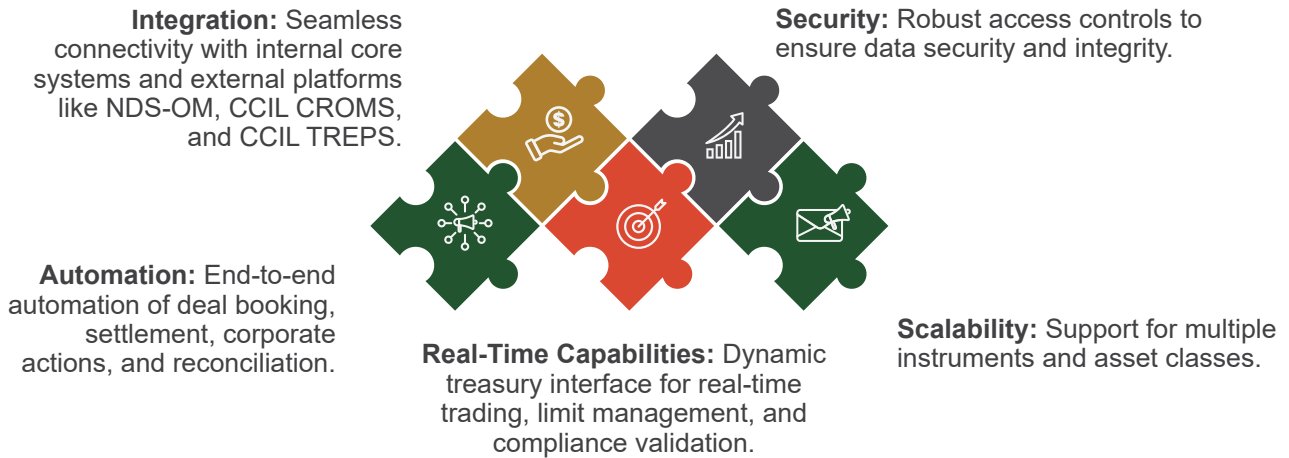 Integration: Seamless
connectivity with internal core
systems and external platforms
like NDS-OM, CCIL CROMS,
and CCIL TREPS.
Security: Robust access controls to
ensure data security and integrity.
$
Automation: End-to-end
automation of deal booking,
settlement, corporate
actions, and reconciliation.
Real-Time Capabilities: Dynamic
treasury interface for real-time
trading, limit management, and
compliance validation.
Scalability: Support for multiple
instruments and asset classes.